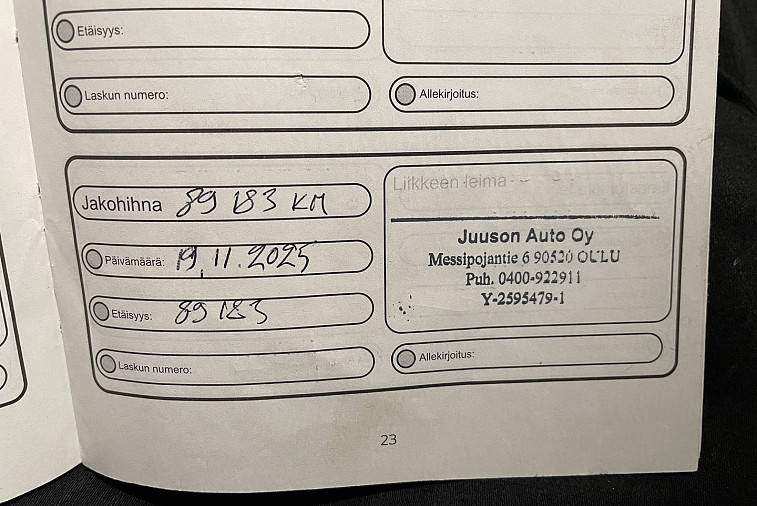 Etäisyys:
Laskun numero:
Allekirjoitus:
Jakohihna 89 183 KM
Liikkeen leima
Päivämäärä: 19.11.2025
Etäisyys: 89 183
Juuson Auto Oy
Messipojantie 6 90520 OULU
Puh. 0400-922911
Y-2595479-1
Laskun numero:
Allekirjoitus:
23